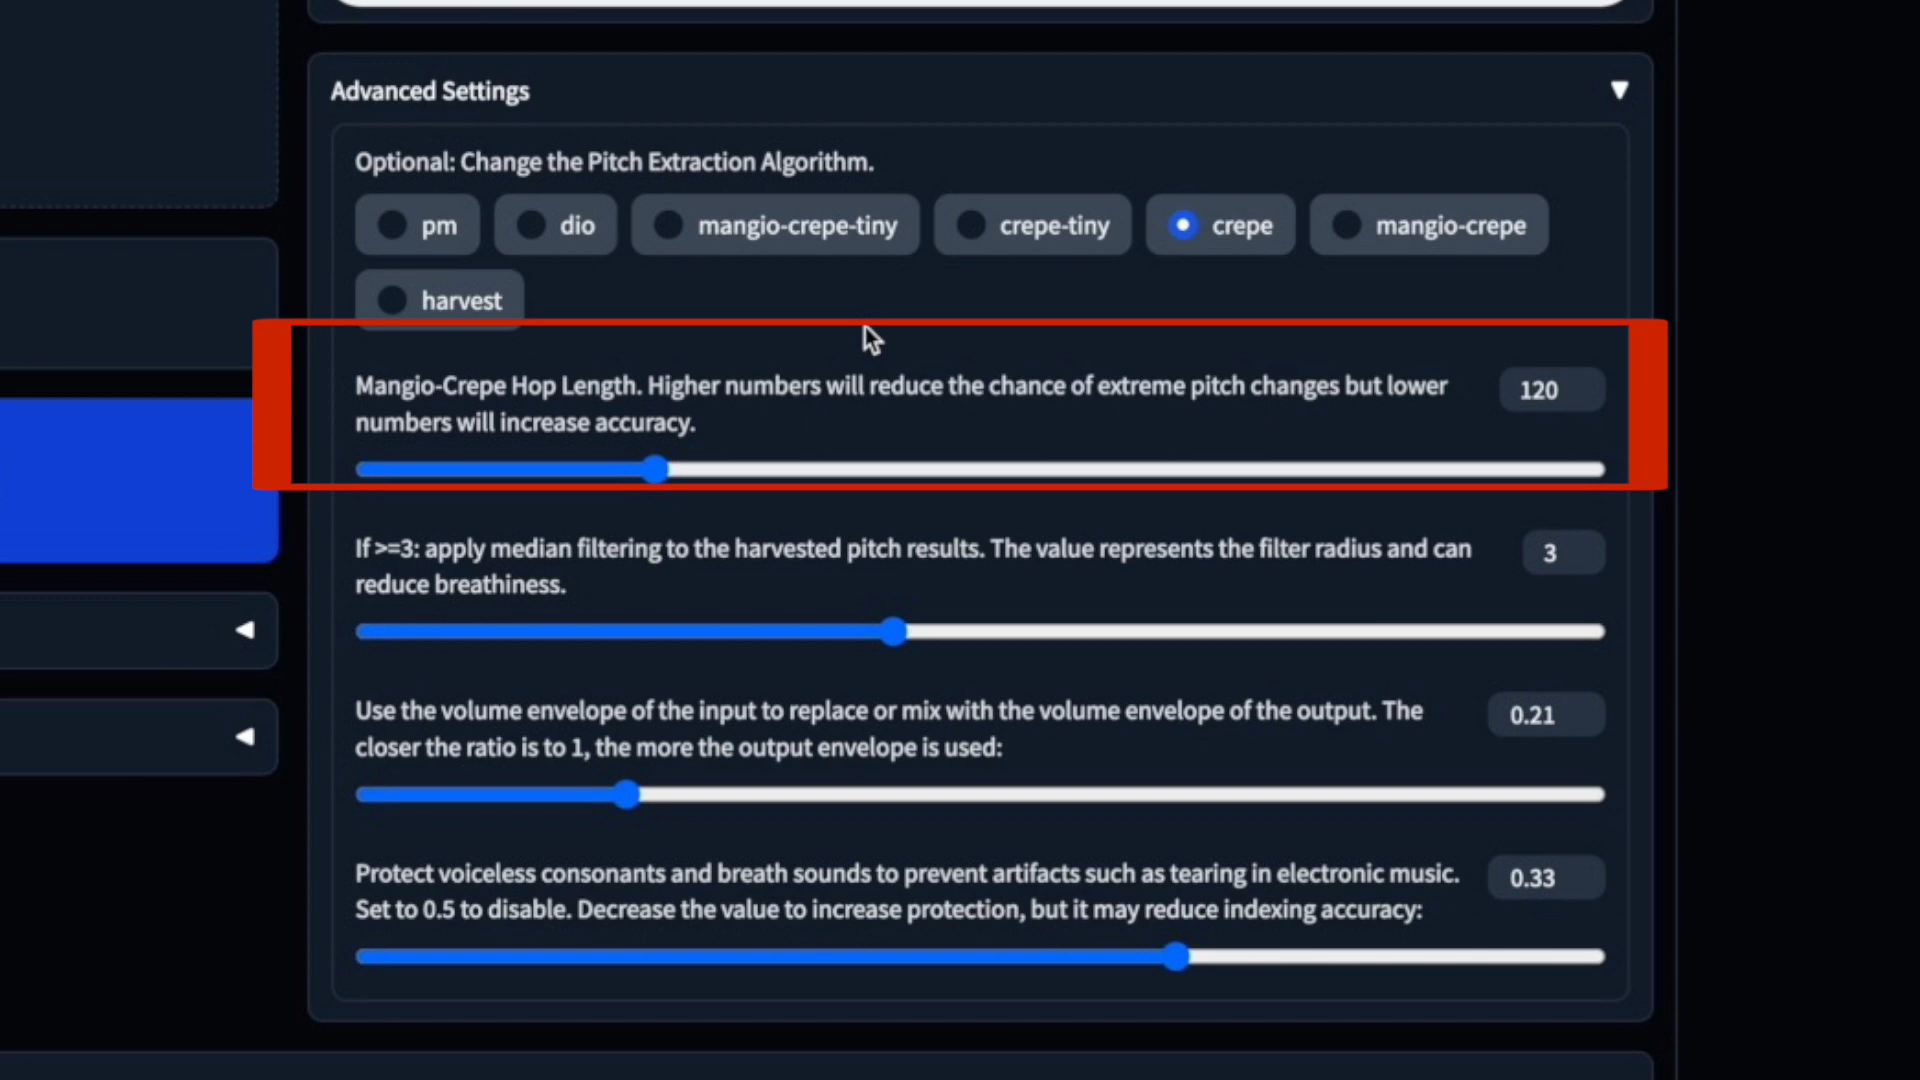 Advanced Settings
Optional: Change the Pitch Extraction Algorithm.
pm
dio
mangio-crepe-tiny
crepe-tiny
crepe
mangio-crepe
harvest
Mangio-Crepe Hop Length. Higher numbers will reduce the chance of extreme pitch changes but lower
numbers will increase accuracy.
120
If >=3: apply median filtering to the harvested pitch results. The value represents the filter radius and can
reduce breathiness.
3
Use the volume envelope of the input to replace or mix with the volume envelope of the output. The
closer the ratio is to 1, the more the output envelope is used:
0.21
Protect voiceless consonants and breath sounds to prevent artifacts such as tearing in electronic music.
Set to 0.5 to disable. Decrease the value to increase protection, but it may reduce indexing accuracy:
0.33